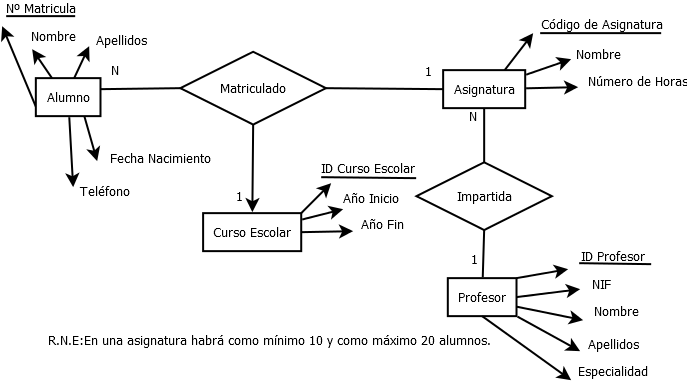 Nº Matricula
Nombre
Apellidos
Código de Asignatura
Nombre
Número de Horas
N
1
Alumno
Matriculado
Asignatura
N
Fecha Nacimiento
Teléfono
ID Curso Escolar
1
Año Inicio
Año Fin
Curso Escolar
Impartida
1
ID Profesor
NIF
Profesor
Nombre
Apellidos
Especialidad
R.N.E:En una asignatura habrá como mínimo 10 y como máximo 20 alumnos.